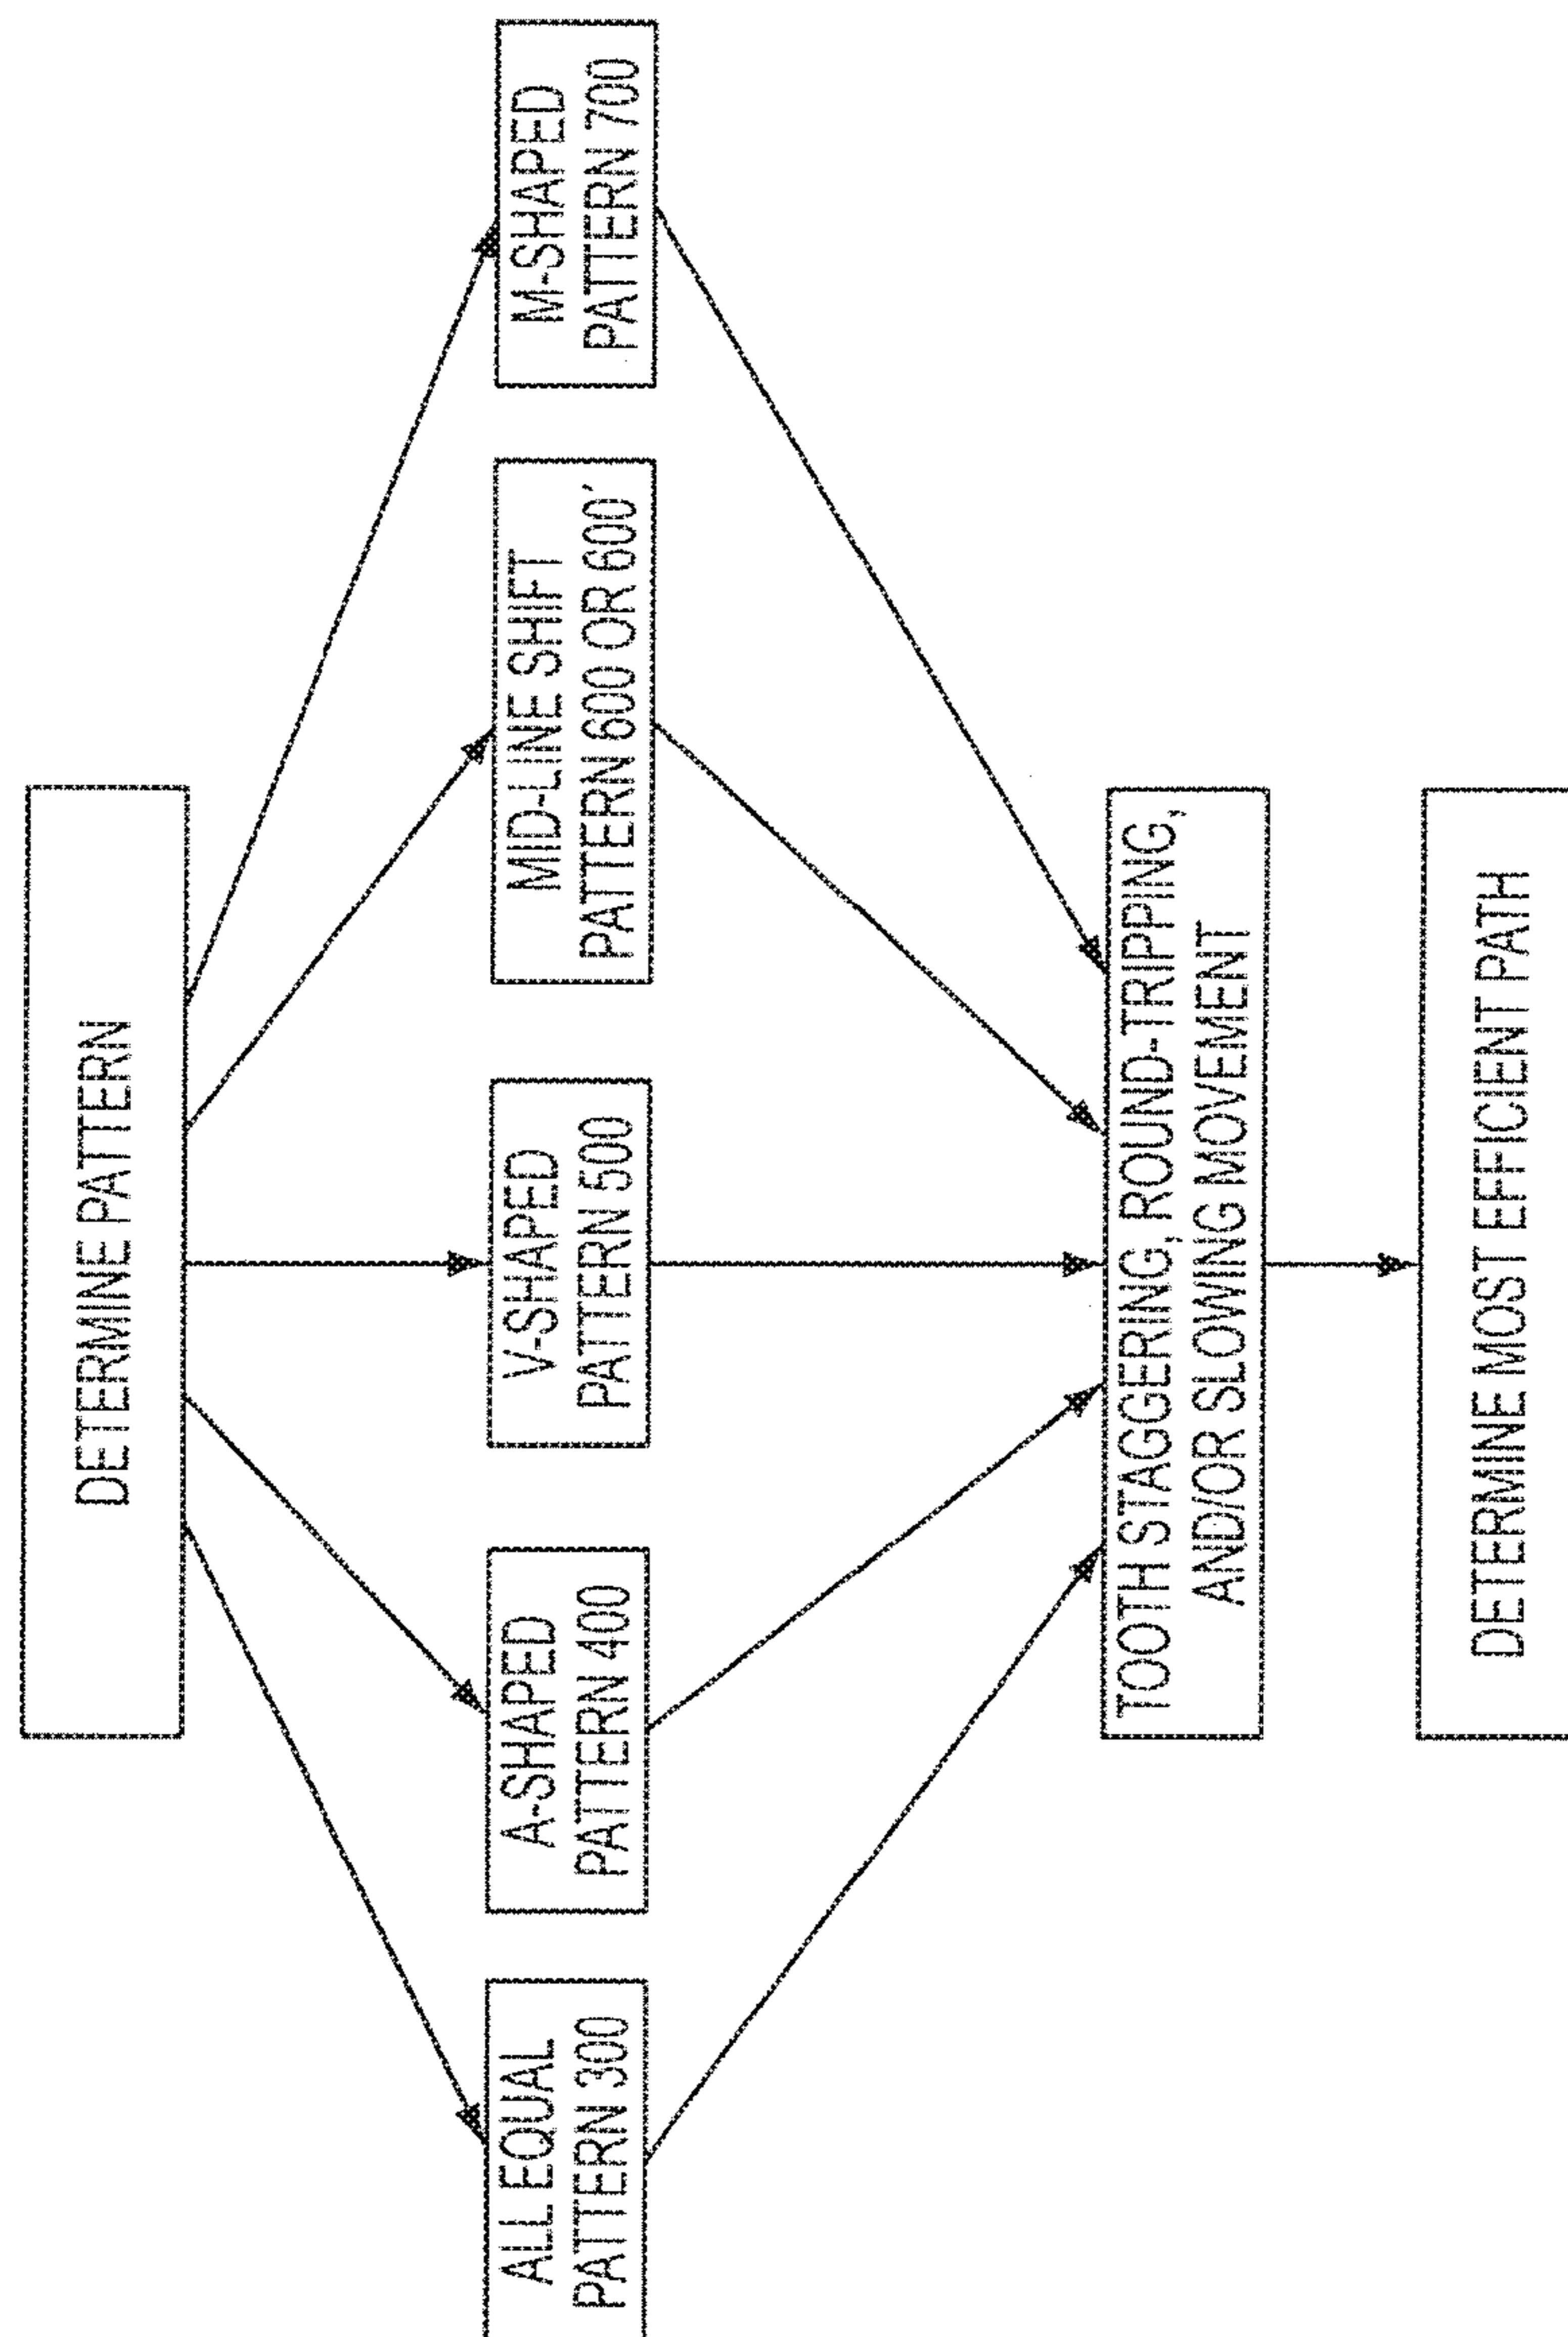 DETERMINE PATTERN
ALL EQUAL
PATTERN 300
A-SHAPED
PATTERN 400
V-SHAPED
PATTERN 500
MID-LINE SHIFT
PATTERN 600 OR 600´
M-SHAPED
PATTERN 700
TOOTH STAGGERING, ROUND-TRIPPING,
AND/OR SLOWING MOVEMENT
DETERMINE MOST EFFICIENT PATH